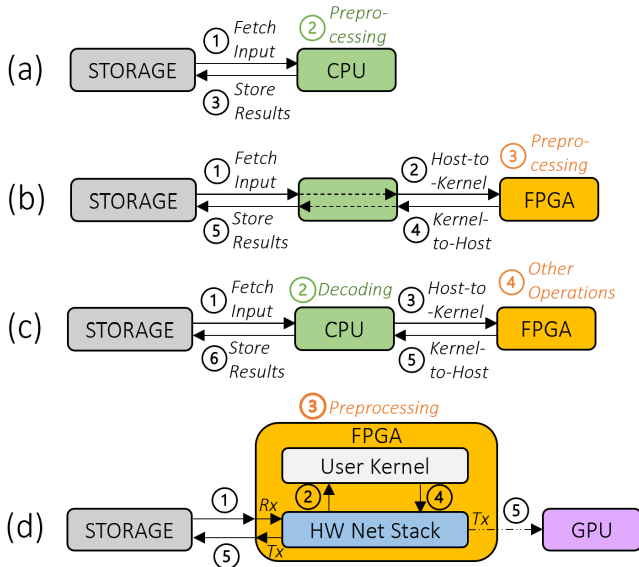 (a)
① Fetch
Input
② Prepro-
cessing
STORAGE
CPU
③ Store
Results
(b)
① Fetch
Input
② Host-to
-Kernel
③ Prepro-
cessing
STORAGE
FPGA
⑤ Store
Results
④ Kernel-
to-Host
(c)
① Fetch
Input
② Decoding
③ Host-to
-Kernel
④ Other
Operations
STORAGE
CPU
FPGA
⑥ Store
Results
⑤ Kernel-
to-Host
(d)
③ Preprocessing
FPGA
User Kernel
① Rx
②
④
Tx ⑤
STORAGE
HW Net Stack
GPU
⑤ Tx